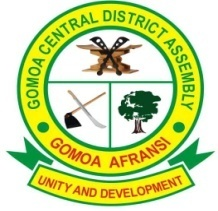 GOMOA CENTRAL DISTRICT ASSEMBLY
GOMOA AFRANSI
UNITY AND DEVELOPMENT